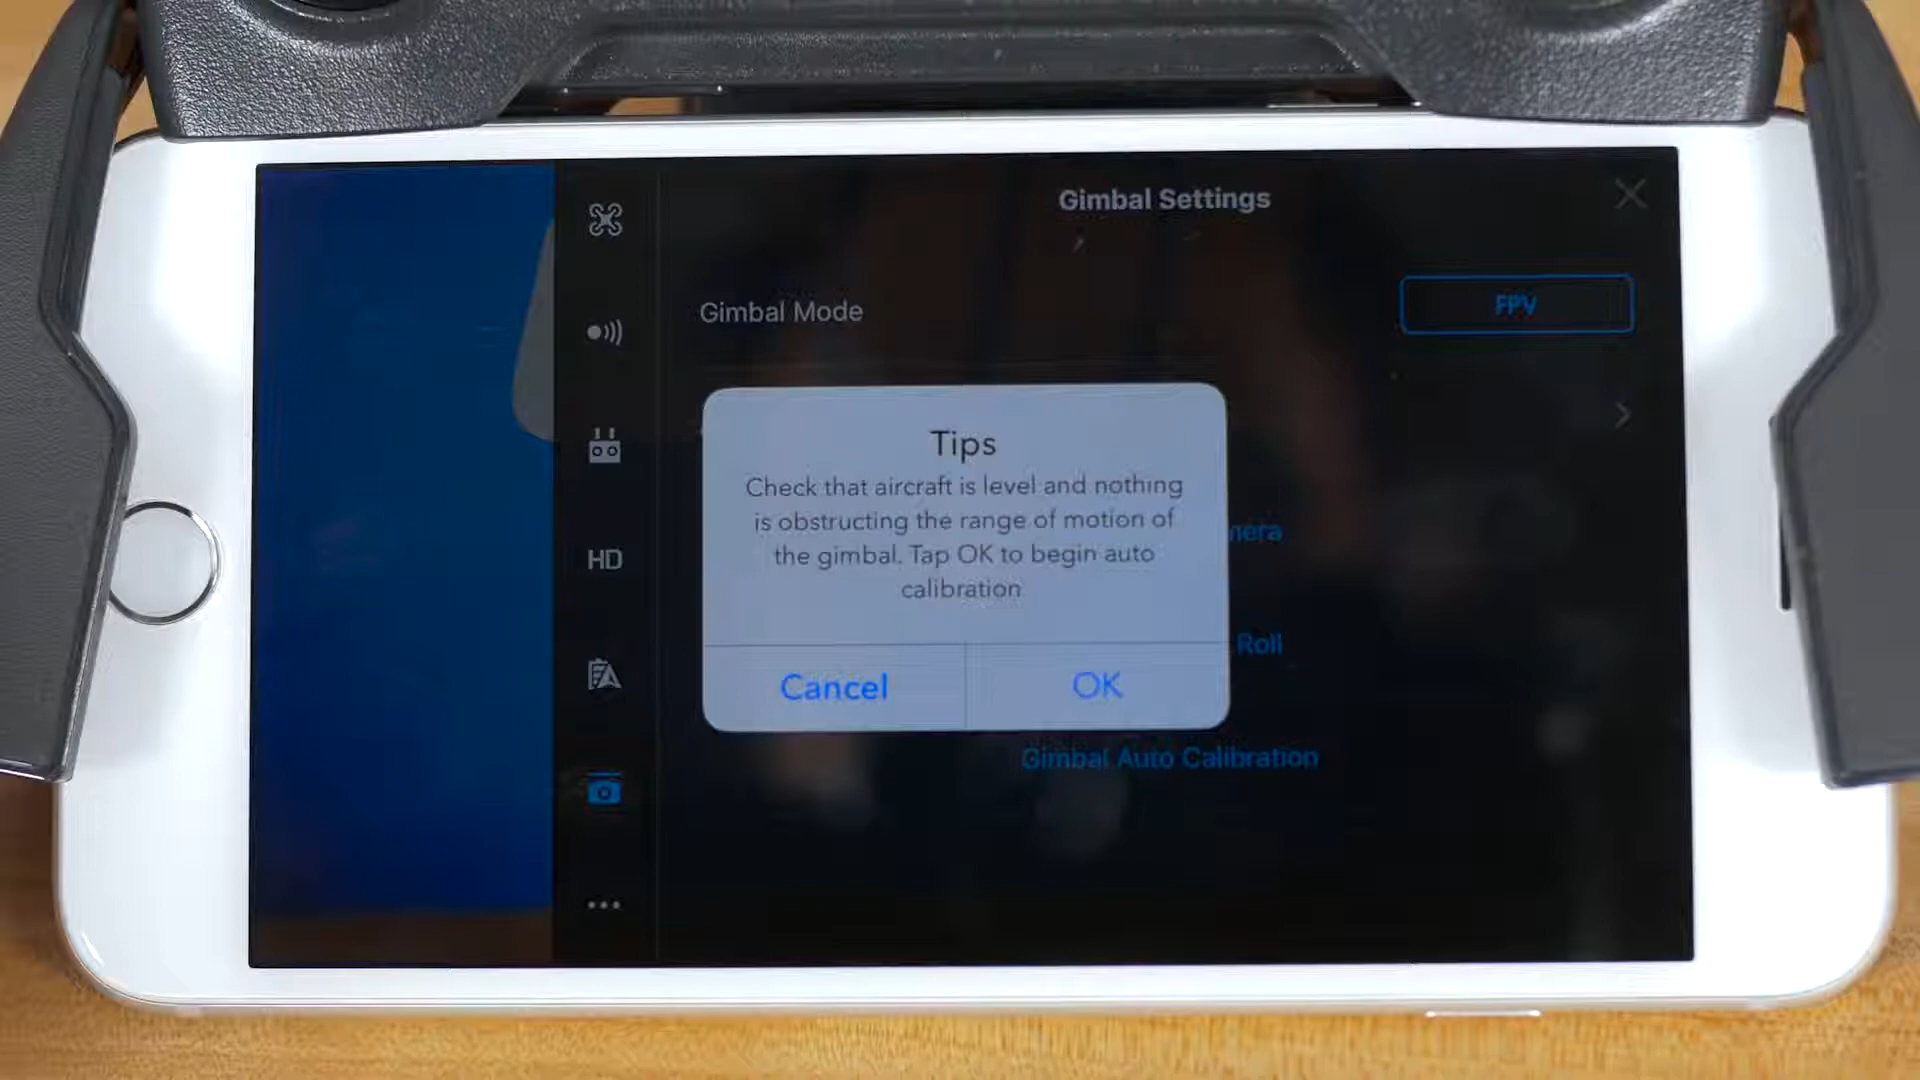 Gimbal Settings
Gimbal Mode
FPV
Tips
Check that aircraft is level and nothing
is obstructing the range of motion of
the gimbal. Tap OK to begin auto
calibration
HD
Roll
Cancel
OK
Gimbal Auto Calibration